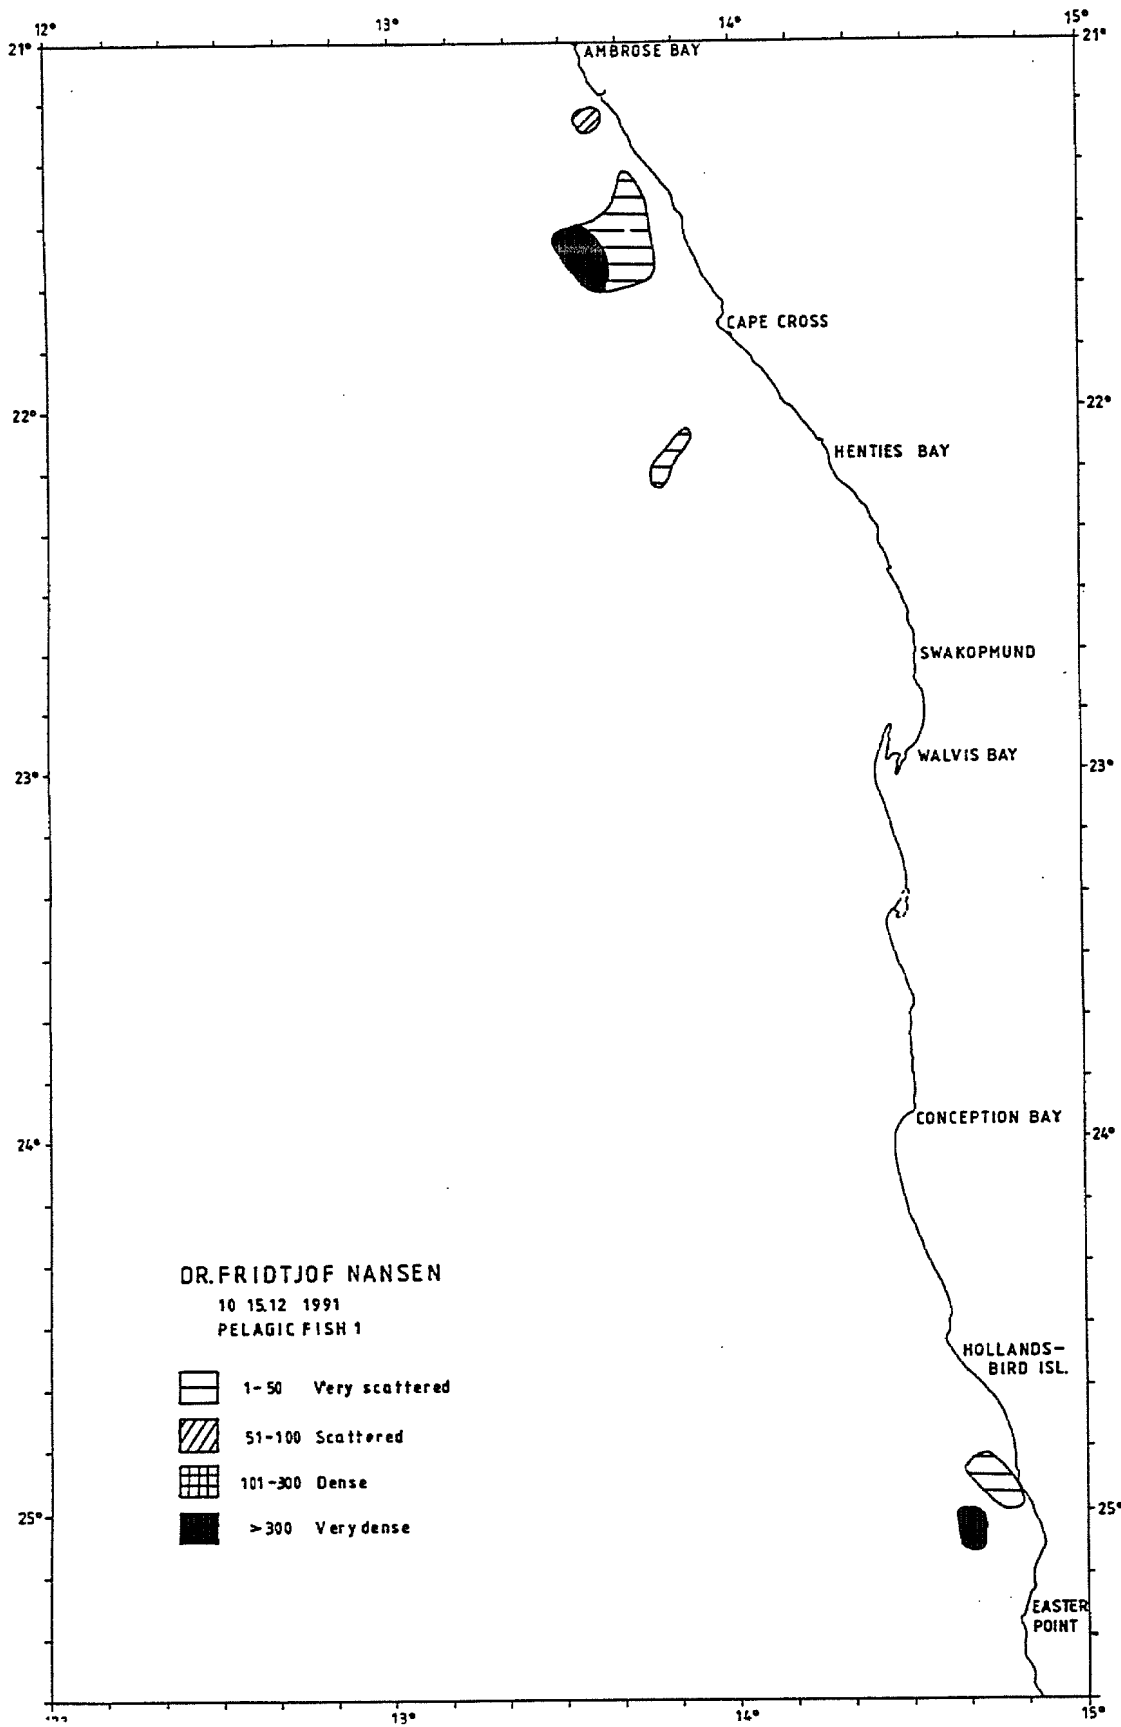 12° 13° 14° 15°
21° 21°
AMBROSE BAY
CAPE CROSS
22° 22°
HENTIES BAY
SWAKOPMUND
WALVIS BAY
23° 23°
CONCEPTION BAY
24° 24°
DR. FRIDTJOF NANSEN
10 15.12 1991
PELAGIC FISH 1
HOLLANDS-
BIRD ISL.
1-50 Very scattered
51-100 Scattered
101-300 Dense
>300 Very dense
25° 25°
EASTER
POINT
13° 14° 15°